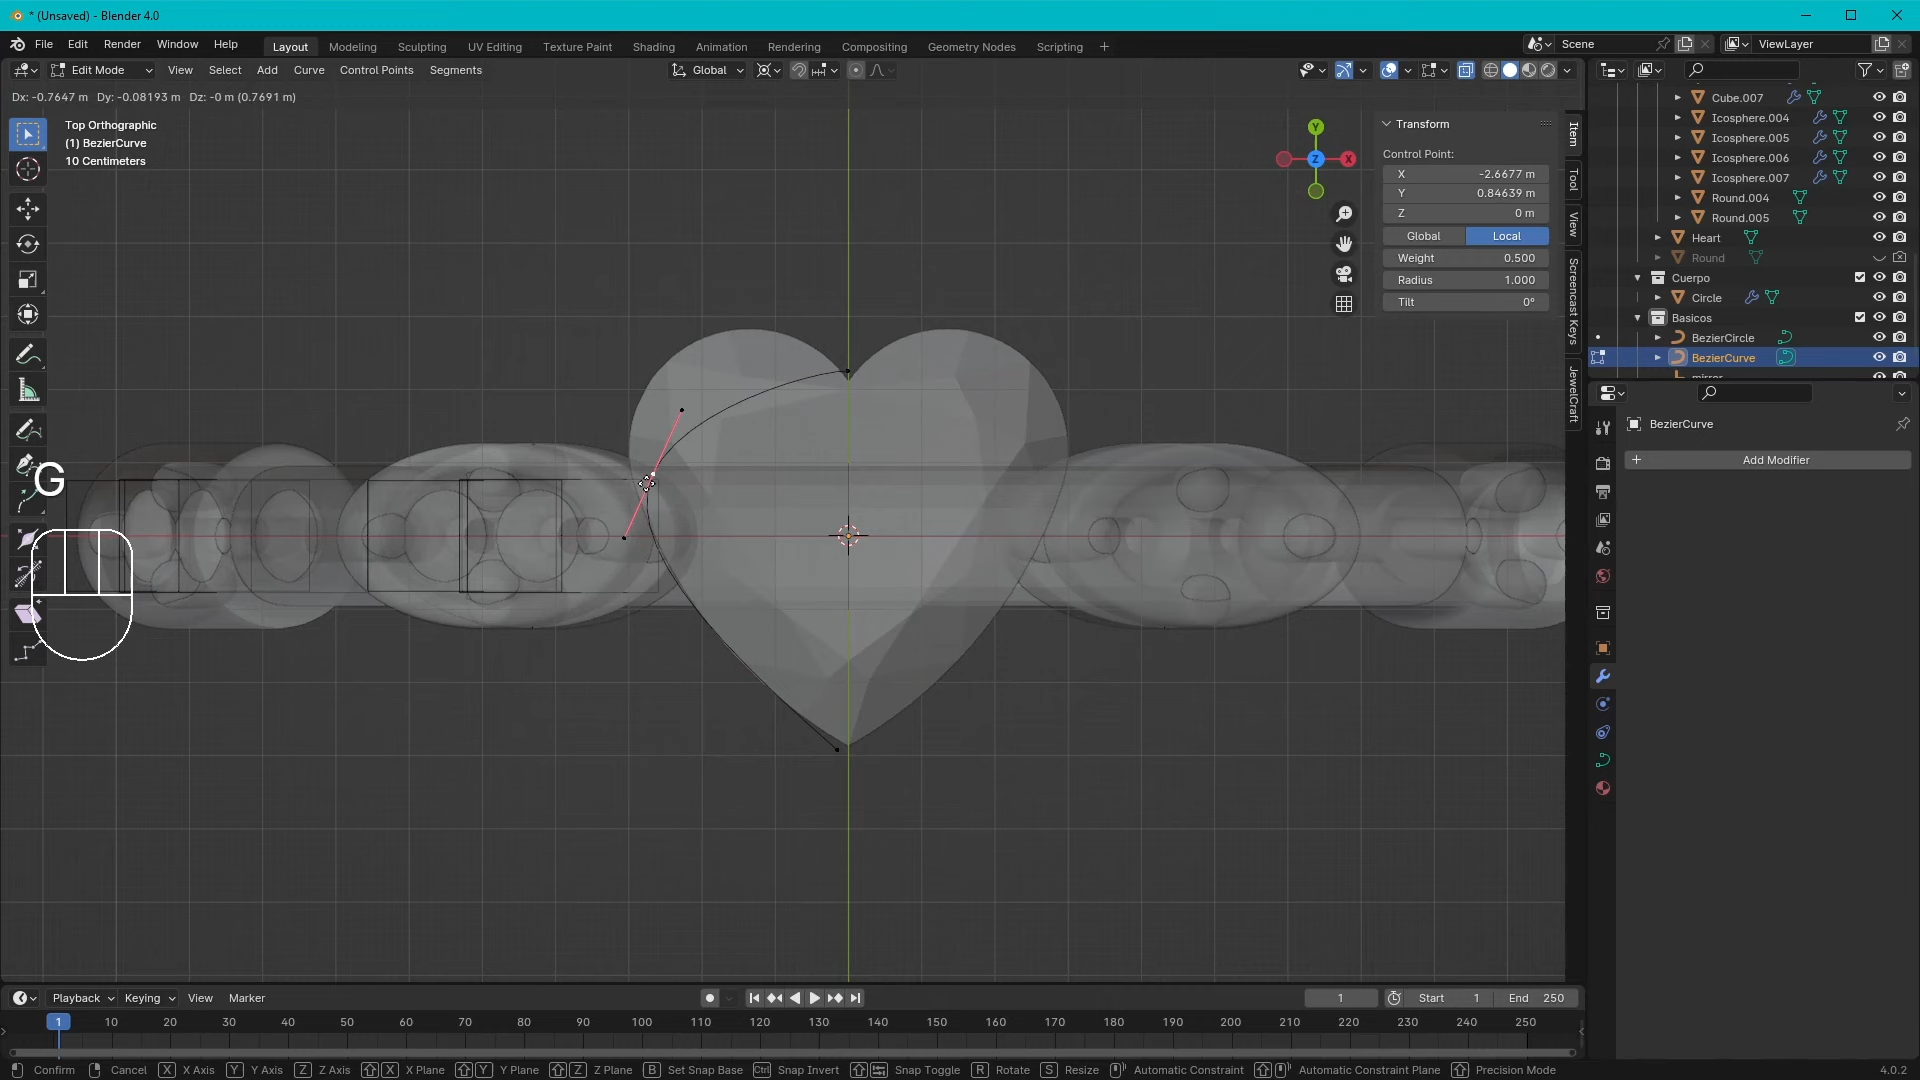 * (Unsaved) - Blender 4.0
File Edit Render Window Help
Layout Modeling Sculpting UV Editing Texture Paint Shading Animation Rendering Compositing Geometry Nodes Scripting +
Scene
ViewLayer
Edit Mode View Select Add Curve Control Points Segments
Global
Dx: -0.7647 m Dy: -0.08193 m Dz: -0 m (0.7691 m)
Top Orthographic
(1) BezierCurve
10 Centimeters
Y
Z
X
Transform
Control Point:
X -2.6677 m
Y 0.84639 m
Z 0 m
Global Local
Weight 0.500
Radius 1.000
Tilt 0°
Item
Tool
View
Screencast Keys
JewelCraft
Cube.007
Icosphere.004
Icosphere.005
Icosphere.006
Icosphere.007
Round.004
Round.005
Heart
Round
Cuerpo
Circle
Basicos
BezierCircle
BezierCurve
BezierCurve
+ Add Modifier
G
Playback Keying View Marker
1
Start 1
End 250
1 10 20 30 40 50 60 70 80 90 100 110 120 130 140 150 160 170 180 190 200 210 220 230 240 250
Confirm Cancel X X Axis Y Y Axis Z Z Axis X X Plane Y Y Plane Z Z Plane B Set Snap Base Ctrl Snap Invert Snap Toggle R Rotate S Resize Automatic Constraint Automatic Constraint Plane Precision Mode
4.0.2